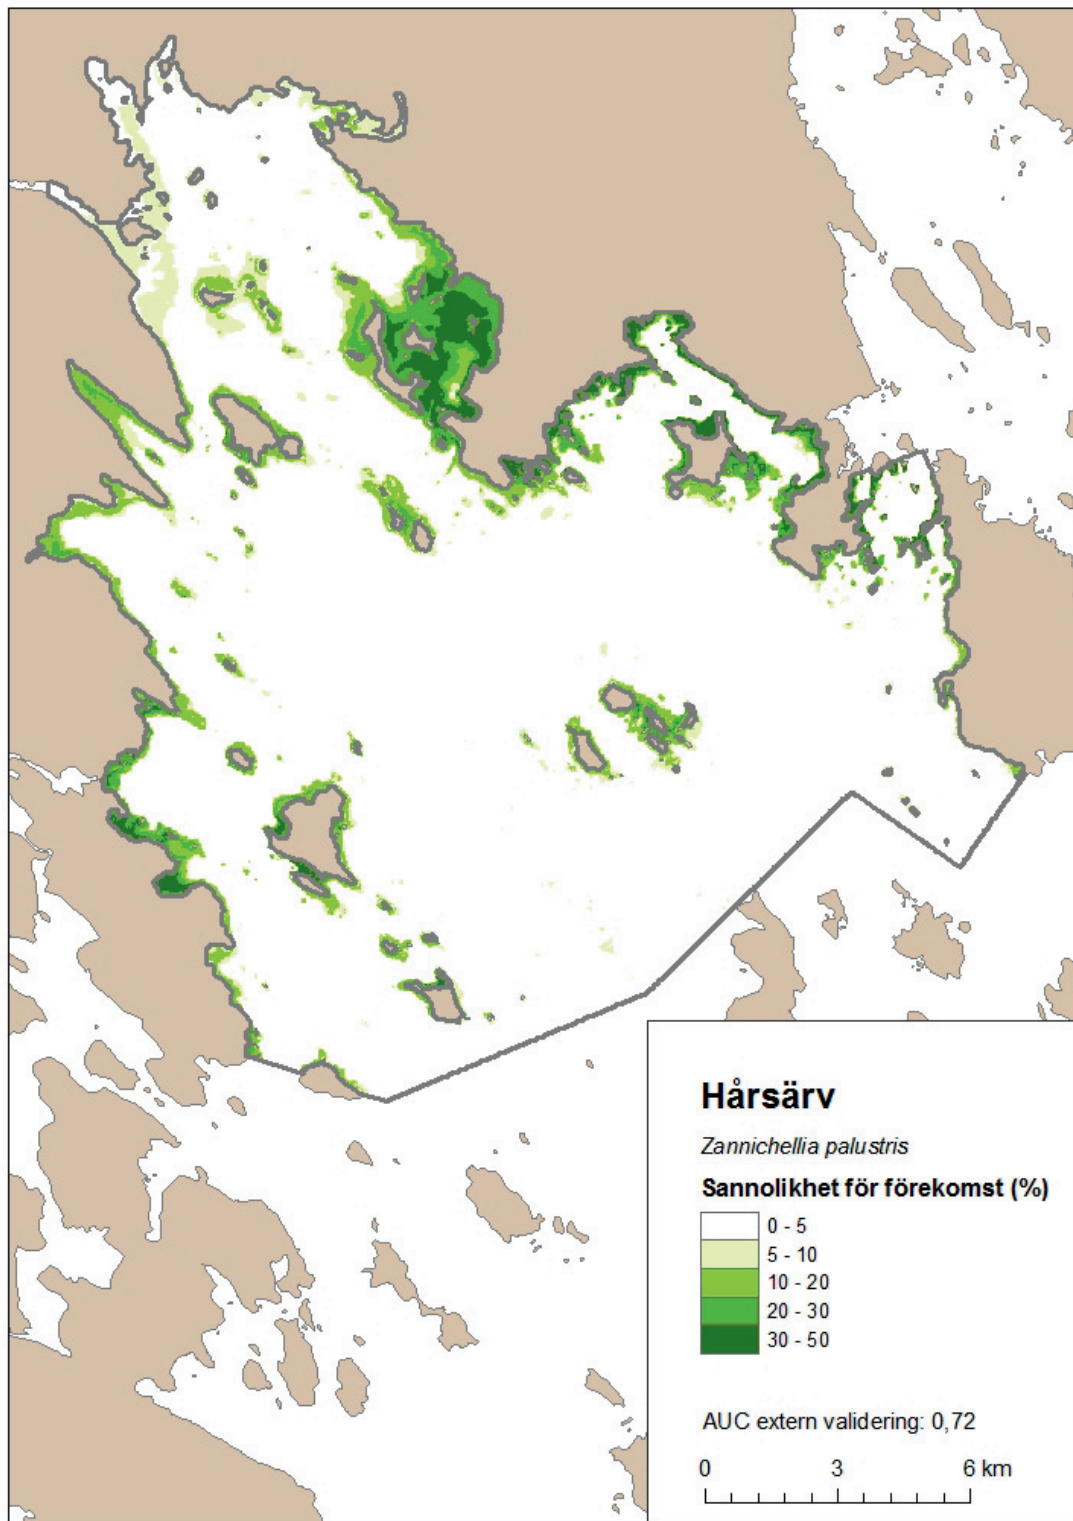 Hårsärv
Zannichellia palustris
Sannolikhet för förekomst (%)
0 - 5
5 - 10
10 - 20
20 - 30
30 - 50
AUC extern validering: 0,72
0 3 6 km